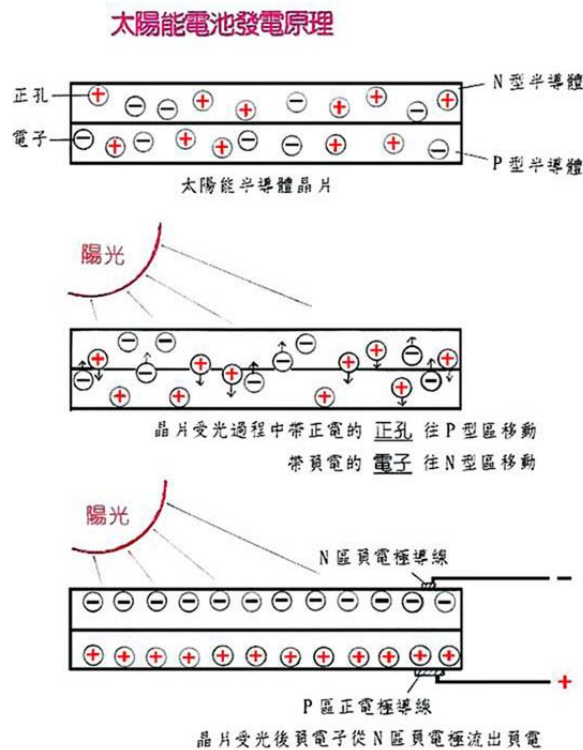 太陽能電池發電原理
正孔
N型半導體
電子
P型半導體
太陽能半導體晶片
陽光
晶片受光過程中帶正電的 正孔 往P型區移動
帶負電的 電子 往N型區移動
陽光
N區負電極導線
P區正電極導線
晶片受光後負電子從N區負電極流出負電